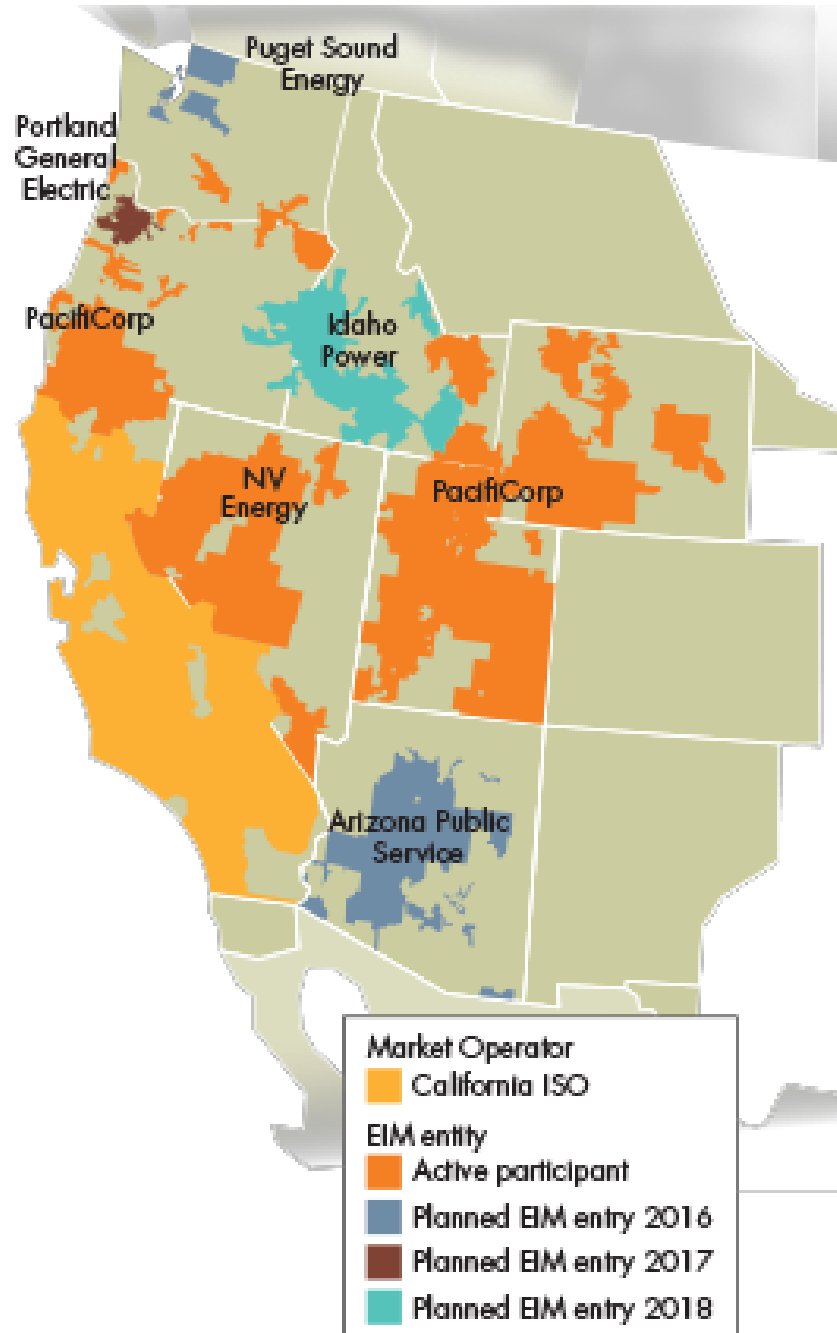 Puget Sound
Energy
Portland
General
Electric
PacifiCorp
Idaho
Power
NV
Energy
PacifiCorp
Arizona Public
Service
Market Operator
California ISO
EIM entity
Active participant
Planned EIM entry 2016
Planned EIM entry 2017
Planned EIM entry 2018